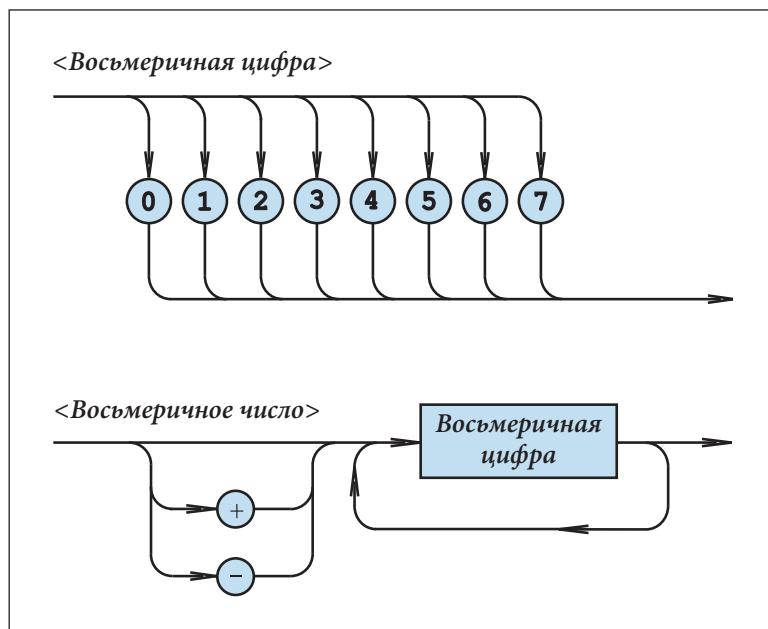 <Восьмеричная цифра>
0 1 2 3 4 5 6 7
<Восьмеричное число>
Восьмеричная
цифра
+
−